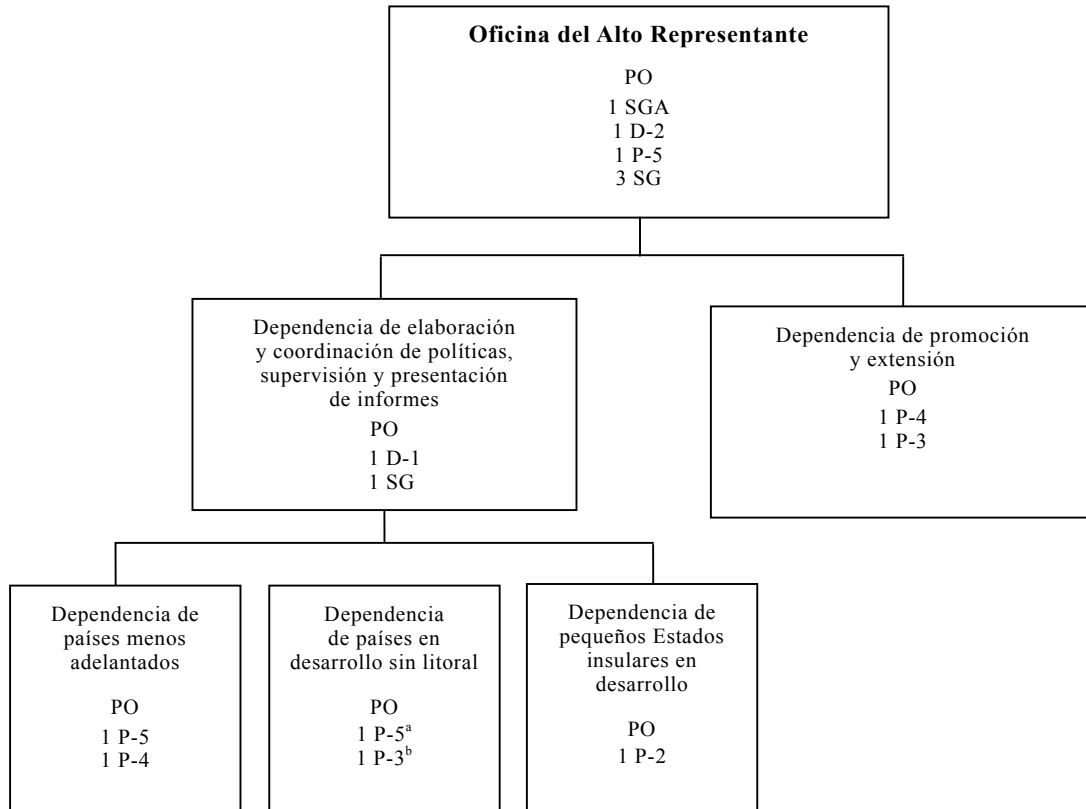 Oficina del Alto Representante
PO
1 SGA
1 D-2
1 P-5
3 SG
Dependencia de elaboración
y coordinación de políticas,
supervisión y presentación
de informes
PO
1 D-1
1 SG
Dependencia de promoción
y extensión
PO
1 P-4
1 P-3
Dependencia de
países menos
adelantados
PO
1 P-5
1 P-4
Dependencia
de países en
desarrollo sin litoral
PO
1 P-5a
1 P-3b
Dependencia de
pequeños Estados
insulares en
desarrollo
PO
1 P-2